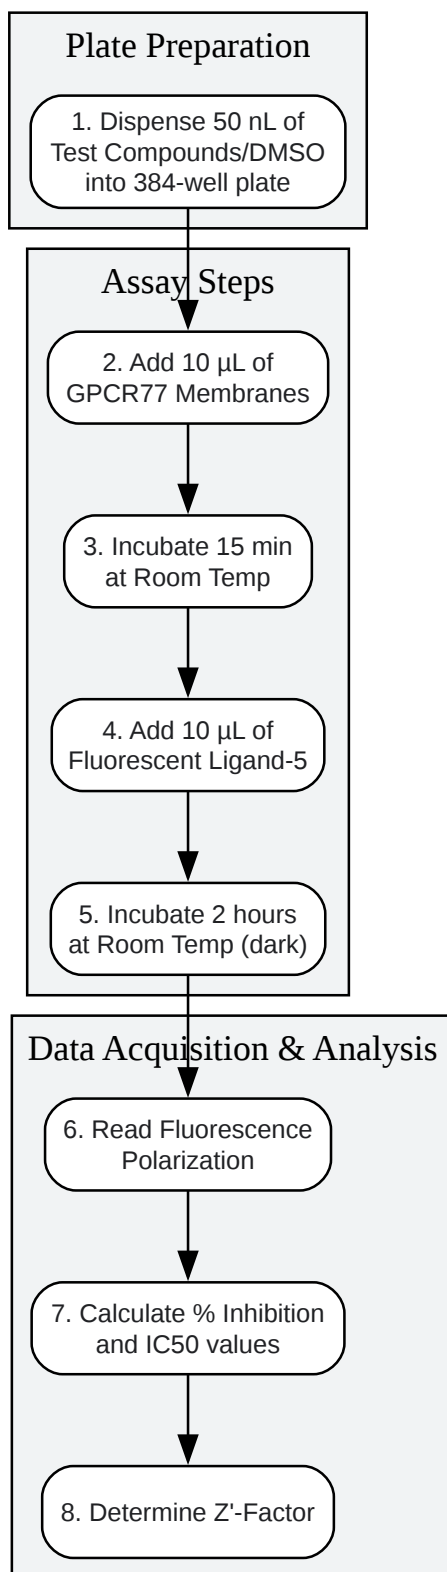 Plate Preparation
1. Dispense 50 nL of
Test Compounds/DMSO
into 384-well plate
Assay Steps
2. Add 10 µL of
GPCR77 Membranes
3. Incubate 15 min
at Room Temp
4. Add 10 µL of
Fluorescent Ligand-5
5. Incubate 2 hours
at Room Temp (dark)
Data Acquisition & Analysis
6. Read Fluorescence
Polarization
7. Calculate % Inhibition
and IC50 values
8. Determine Z'-Factor